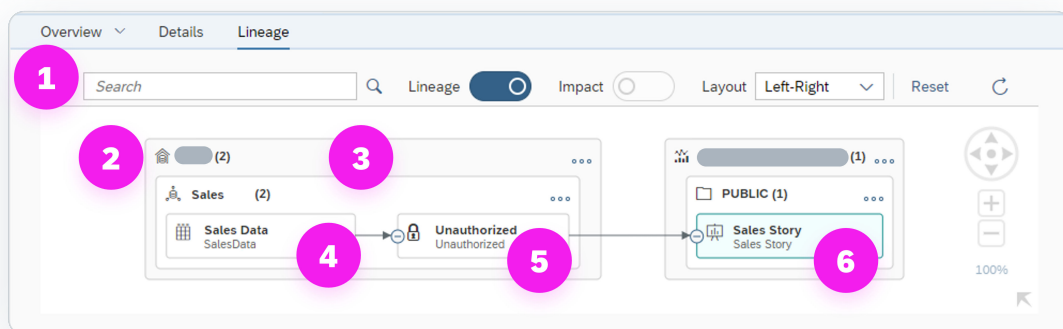 Overview Details Lineage
1
Search Lineage Impact Layout Left-Right Reset
2 (2) 3 (1)
Sales (2) PUBLIC (1)
Sales Data Unauthorized Sales Story
SalesData Unauthorized Sales Story
4 5 6
100%